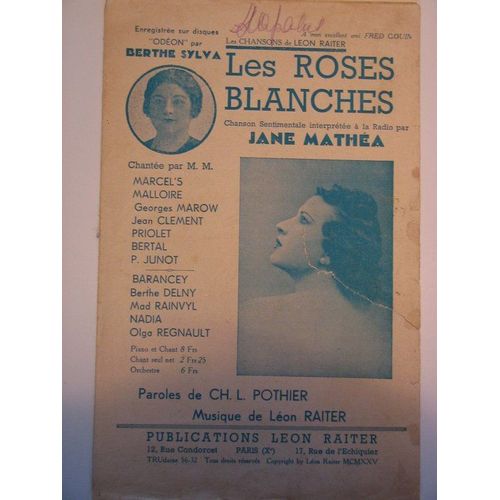 Enregistrée sur disques
"ODÉON" par
BERTHE SYLVA
A mon excellent ami FRED GOUIN
Les CHANSONS de LEON RAITER
Les ROSES
BLANCHES
Chanson Sentimentale interprétée à la Radio par
JANE MATHÉA
Chantée par M. M.
MARCEL'S
MALLOIRE
Georges MAROW
Jean CLEMENT
PRIOLET
BERTAL
P. JUNOT
BARANCEY
Berthe DELNY
Mad RAINVYL
NADIA
Olga REGNAULT
Piano et Chant 8 Frs
Chant seul net 2 Frs 25
Orchestre 6 Frs
Paroles de CH. L. POTHIER
Musique de Léon RAITER
PUBLICATIONS LEON RAITER
12, Rue Condorcet PARIS (Xe) 17, Rue de l'Echiquier
TRUdaine 56-32 Tous droits réservés Copyright by Léon Raiter MCMXXV